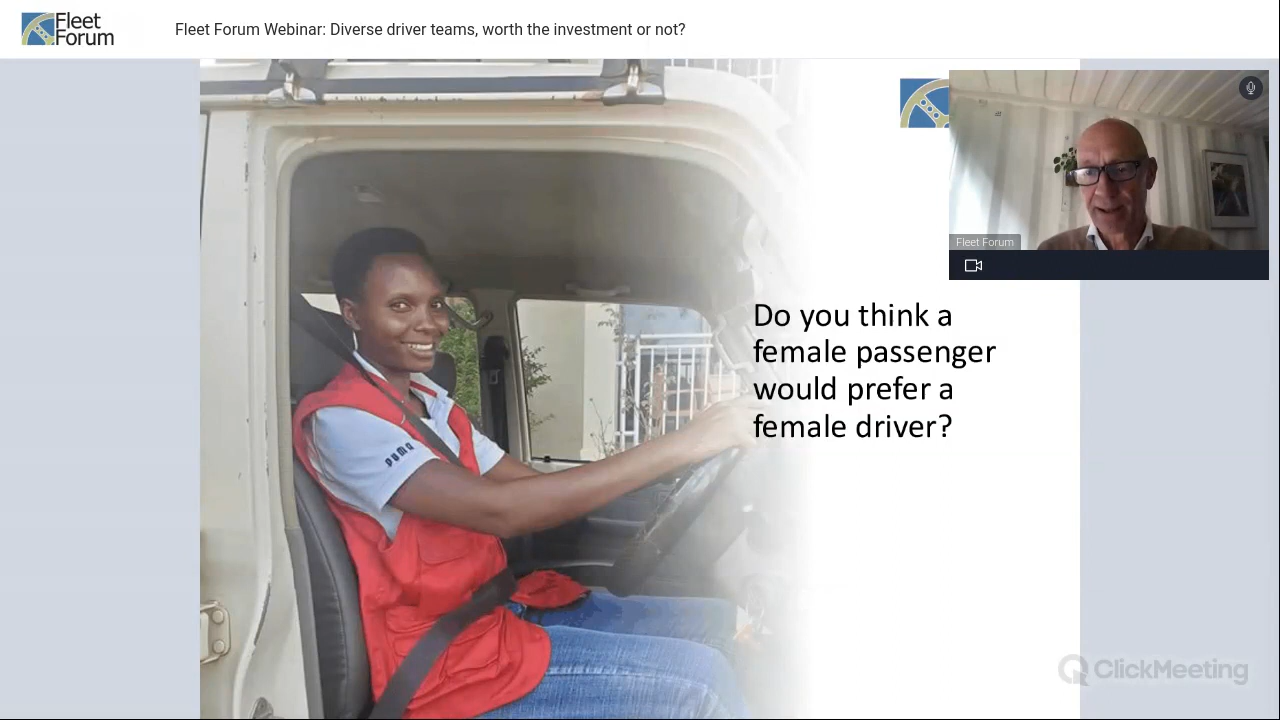 Fleet
Forum
Fleet Forum Webinar: Diverse driver teams, worth the investment or not?
Fleet Forum
Do you think a
female passenger
would prefer a
female driver?
puma
ClickMeeting